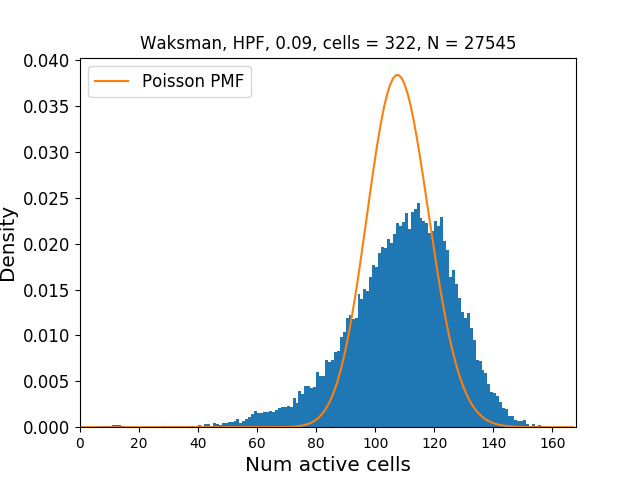 Waksman, HPF, 0.09, cells = 322, N = 27545
Poisson PMF
Density
0.040
0.035
0.030
0.025
0.020
0.015
0.010
0.005
0.000
0 20 40 60 80 100 120 140 160
Num active cells